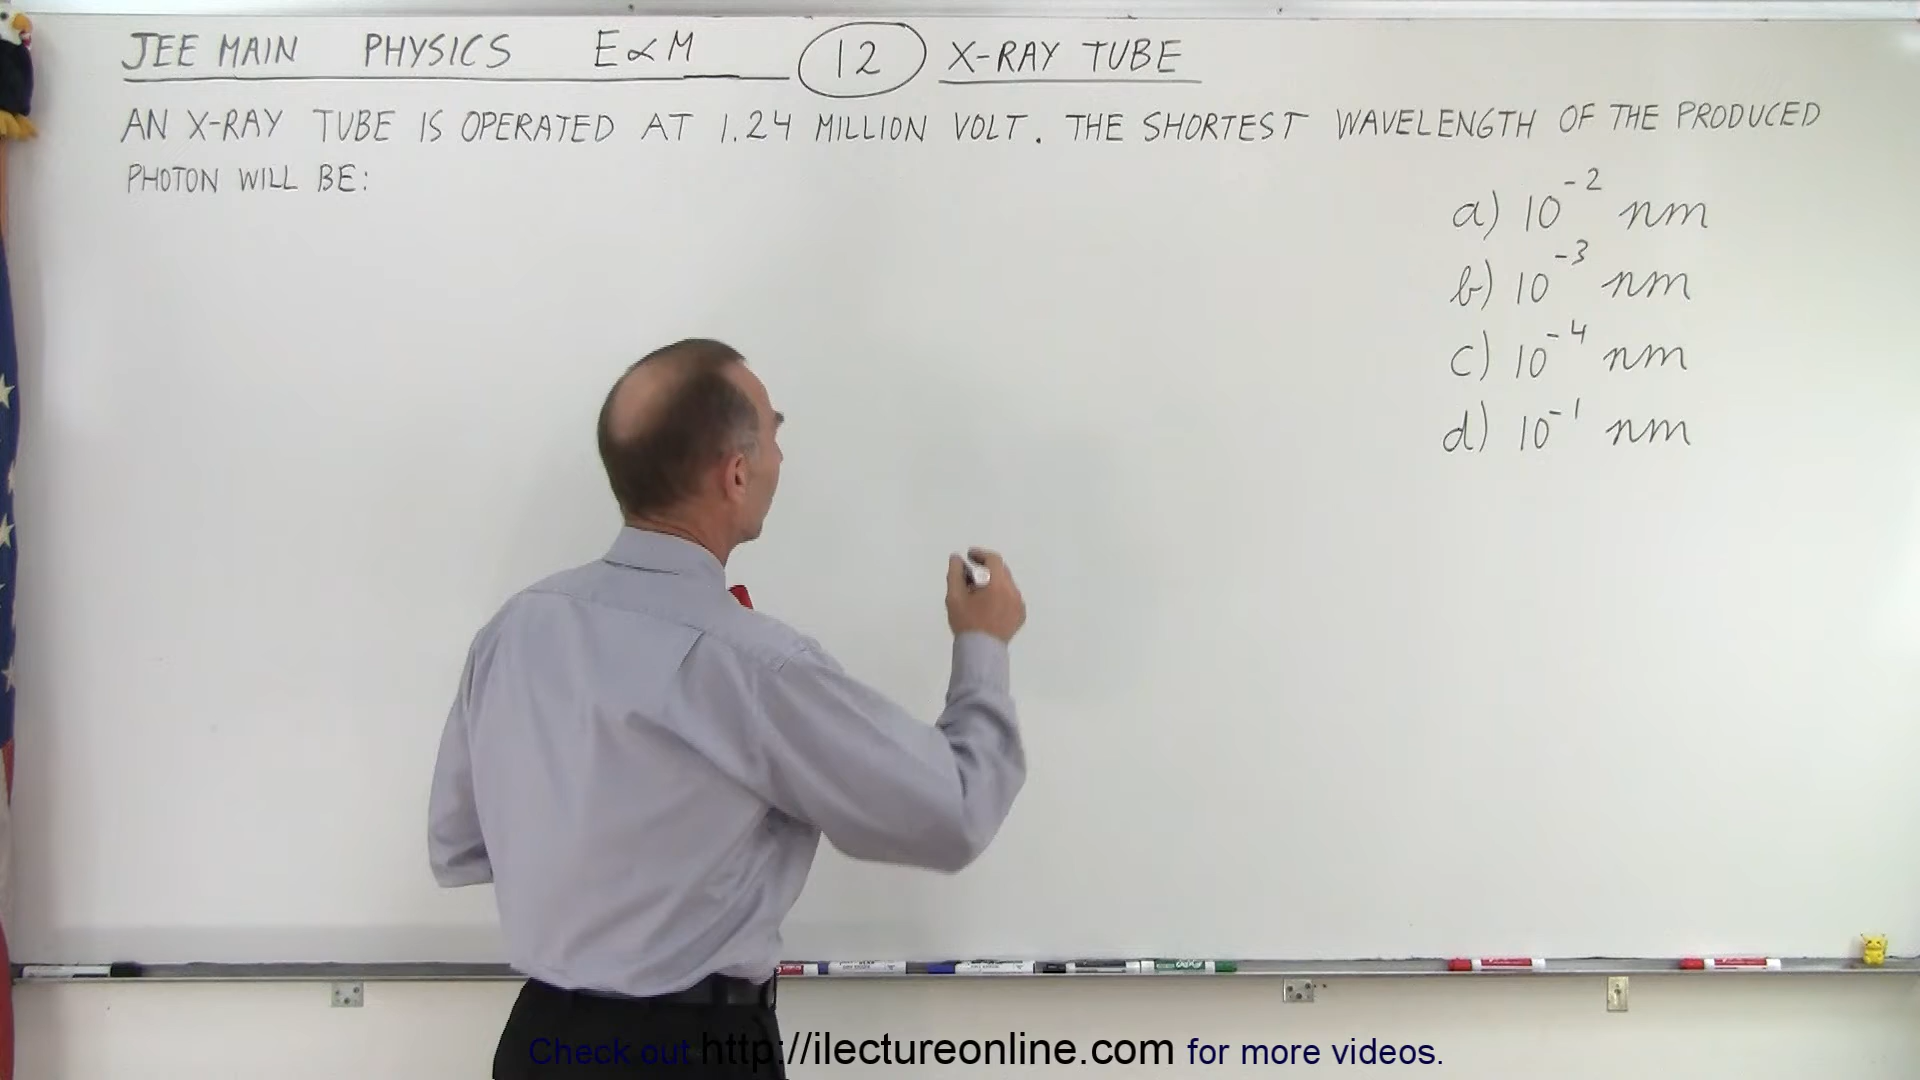 JEE MAIN PHYSICS E∝M 12 X-RAY TUBE
AN X-RAY TUBE IS OPERATED AT 1.24 MILLION VOLT. THE SHORTEST WAVELENGTH OF THE PRODUCED
PHOTON WILL BE:
a) 10⁻² nm
b) 10⁻³ nm
c) 10⁻⁴ nm
d) 10⁻¹ nm
Check out http://ilectureonline.com for more videos.